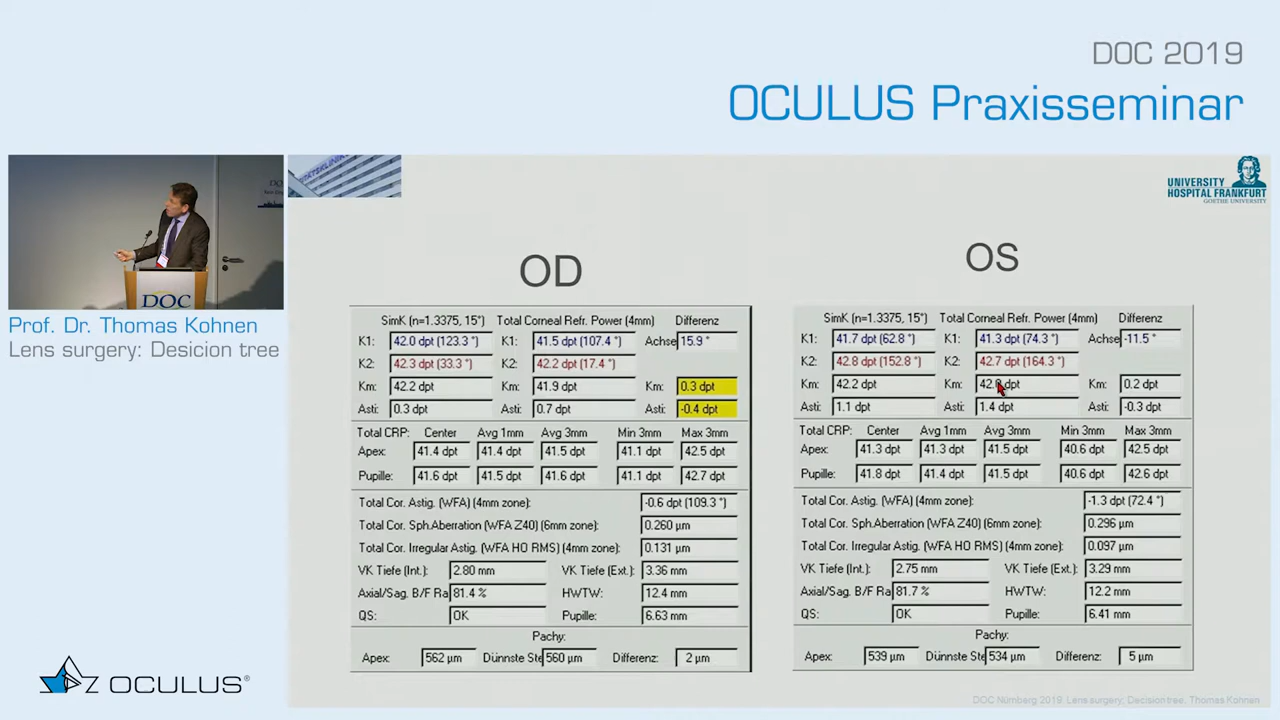 DOC 2019
OCULUS Praxisseminar
UNIVERSITY
HOSPITAL FRANKFURT
GOETHE UNIVERSITY
DOC
Prof. Dr. Thomas Kohnen
Lens surgery: Desicion tree
OD
SimK (n=1.3375, 15°) Total Corneal Refr. Power (4mm) Differenz
K1: 42.0 dpt (123.3 °) K1: 41.5 dpt (107.4 °) Achse 15.9 °
K2: 42.3 dpt (33.3 °) K2: 42.2 dpt (17.4 °)
Km: 42.2 dpt Km: 41.9 dpt Km: 0.3 dpt
Asti: 0.3 dpt Asti: 0.7 dpt Asti: -0.4 dpt
Total CRP: Center Avg 1mm Avg 3mm Min 3mm Max 3mm
Apex: 41.4 dpt 41.4 dpt 41.5 dpt 41.1 dpt 42.5 dpt
Pupille: 41.6 dpt 41.5 dpt 41.6 dpt 41.1 dpt 42.7 dpt
Total Cor. Astig. (WFA) (4mm zone): -0.6 dpt (109.3 °)
Total Cor. Sph.Aberration (WFA Z40) (6mm zone): 0.260 µm
Total Cor. Irregular Astig. (WFA HO RMS) (4mm zone): 0.131 µm
VK Tiefe (Int.): 2.80 mm VK Tiefe (Ext.): 3.36 mm
Axial/Sag. B/F Ra 81.4 % HWTW: 12.4 mm
QS: OK Pupille: 6.63 mm
Pachy:
Apex: 562 µm Dünnste Ste 560 µm Differenz: 2 µm
OS
SimK (n=1.3375, 15°) Total Corneal Refr. Power (4mm) Differenz
K1: 41.7 dpt (62.8 °) K1: 41.3 dpt (74.3 °) Achse -11.5 °
K2: 42.8 dpt (152.8 °) K2: 42.7 dpt (164.3 °)
Km: 42.2 dpt Km: dpt Km: 0.2 dpt
Asti: 1.1 dpt Asti: 1.4 dpt Asti: -0.3 dpt
Total CRP: Center Avg 1mm Avg 3mm Min 3mm Max 3mm
Apex: 41.3 dpt 41.3 dpt 41.5 dpt 40.6 dpt 42.5 dpt
Pupille: 41.8 dpt 41.4 dpt 41.5 dpt 40.6 dpt 42.6 dpt
Total Cor. Astig. (WFA) (4mm zone): -1.3 dpt (72.4 °)
Total Cor. Sph.Aberration (WFA Z40) (6mm zone): 0.296 µm
Total Cor. Irregular Astig. (WFA HO RMS) (4mm zone): 0.097 µm
VK Tiefe (Int.): 2.75 mm VK Tiefe (Ext.): 3.29 mm
Axial/Sag. B/F Ra 81.7 % HWTW: 12.2 mm
QS: OK Pupille: 6.41 mm
Pachy:
Apex: 539 µm Dünnste Ste 534 µm Differenz: 5 µm
OCULUS®
DOC Nürnberg 2019. Lens surgery; Decision tree. Thomas Kohnen